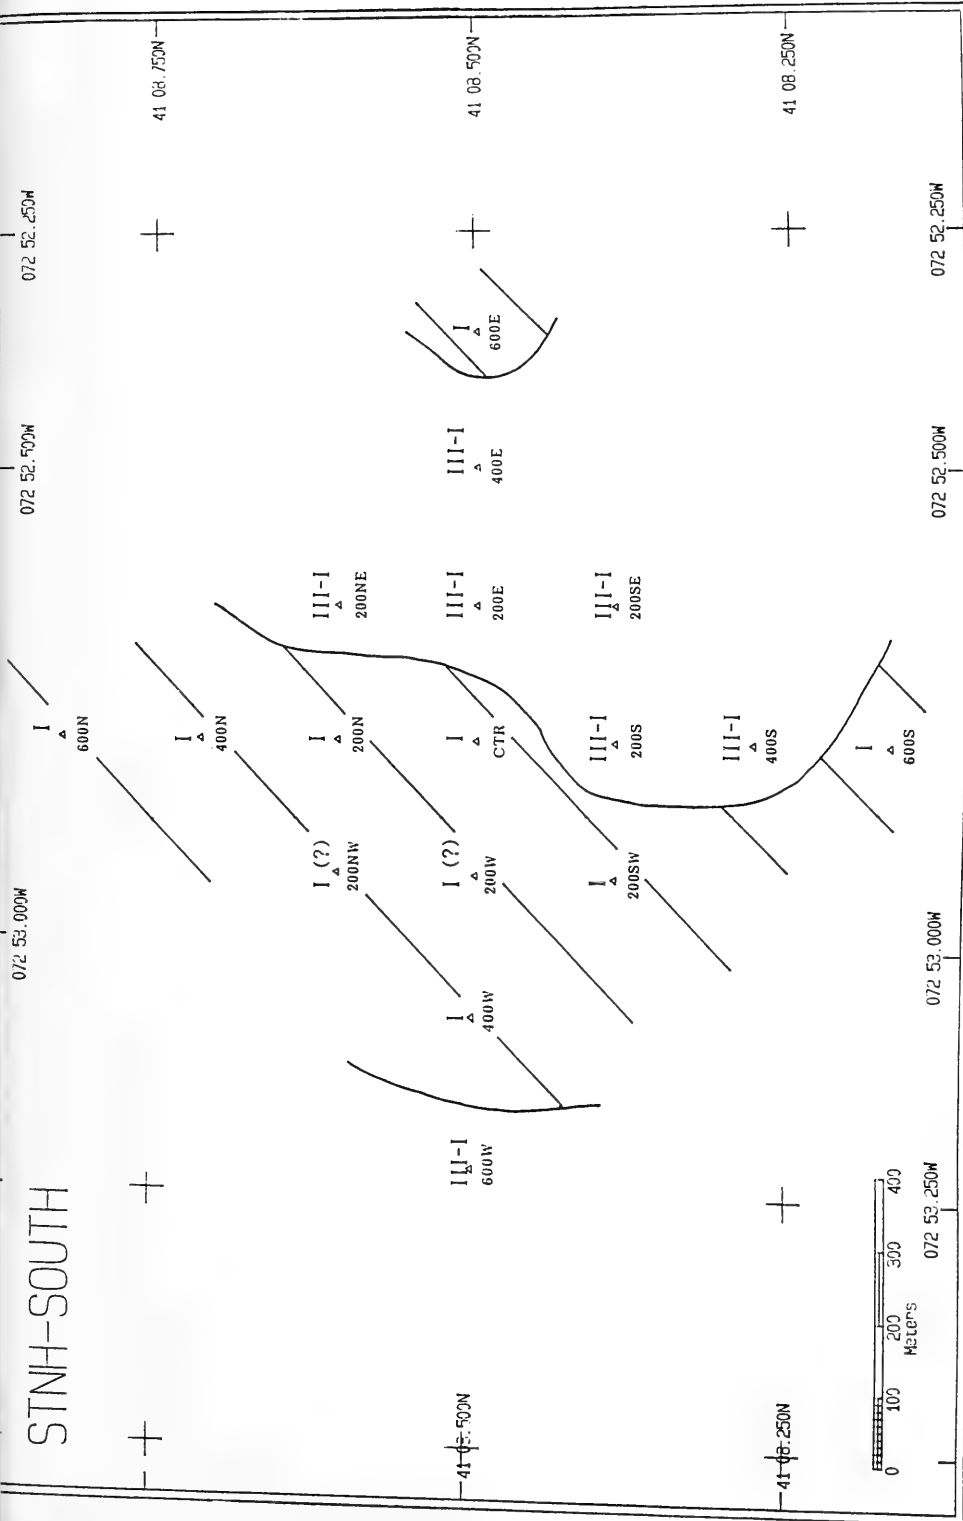 STNH-SOUTH
072 53.000W
072 52.500W
072 52.250W
I
600N
I
400N
41 08.750N
I (?)
200NW
I
200N
III-I
200NE
III-I
600W
I
400W
I (?)
200W
I
CTR
III-I
200E
III-I
400E
I
600E
41 08.500N
I
200SW
III-I
200S
III-I
200SE
III-I
400S
41 08.250N
41 08.250N
I
600S
0 100 200 300 400
Meters
072 53.250W
072 53.000W
072 52.500W
072 52.250W